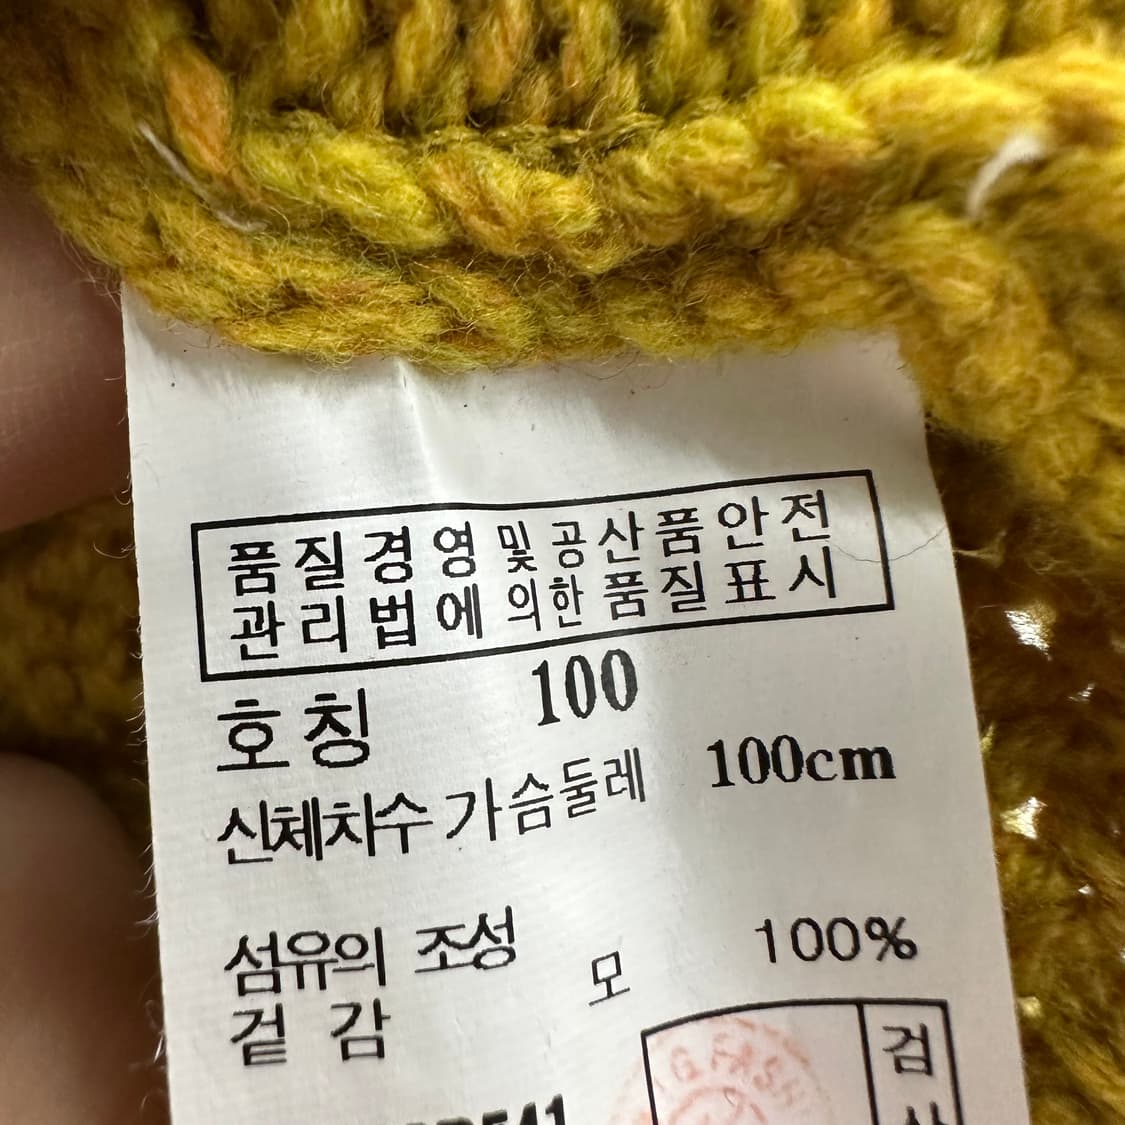 품질경영 및 공산품안전
관리법에 의한 품질표시
호칭 100
신체치수 가슴둘레 100cm
섬유의 조성
겉감 모 100%
검